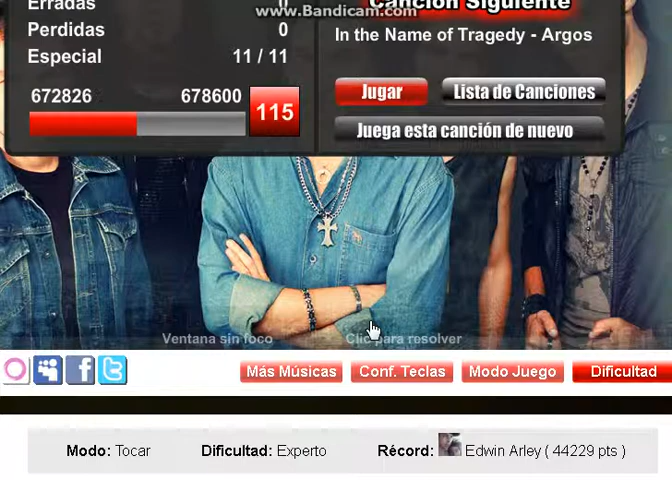 www.Bandicam.com
Erradas 0
Canción Siguiente
Perdidas 0
In the Name of Tragedy - Argos
Especial 11 / 11
672826 678600 115
Jugar Lista de Canciones
Juega esta canción de nuevo
Ventana sin foco Clic para resolver
Más Músicas Conf. Teclas Modo Juego Dificultad
Modo: Tocar Dificultad: Experto Récord: Edwin Arley ( 44229 pts )